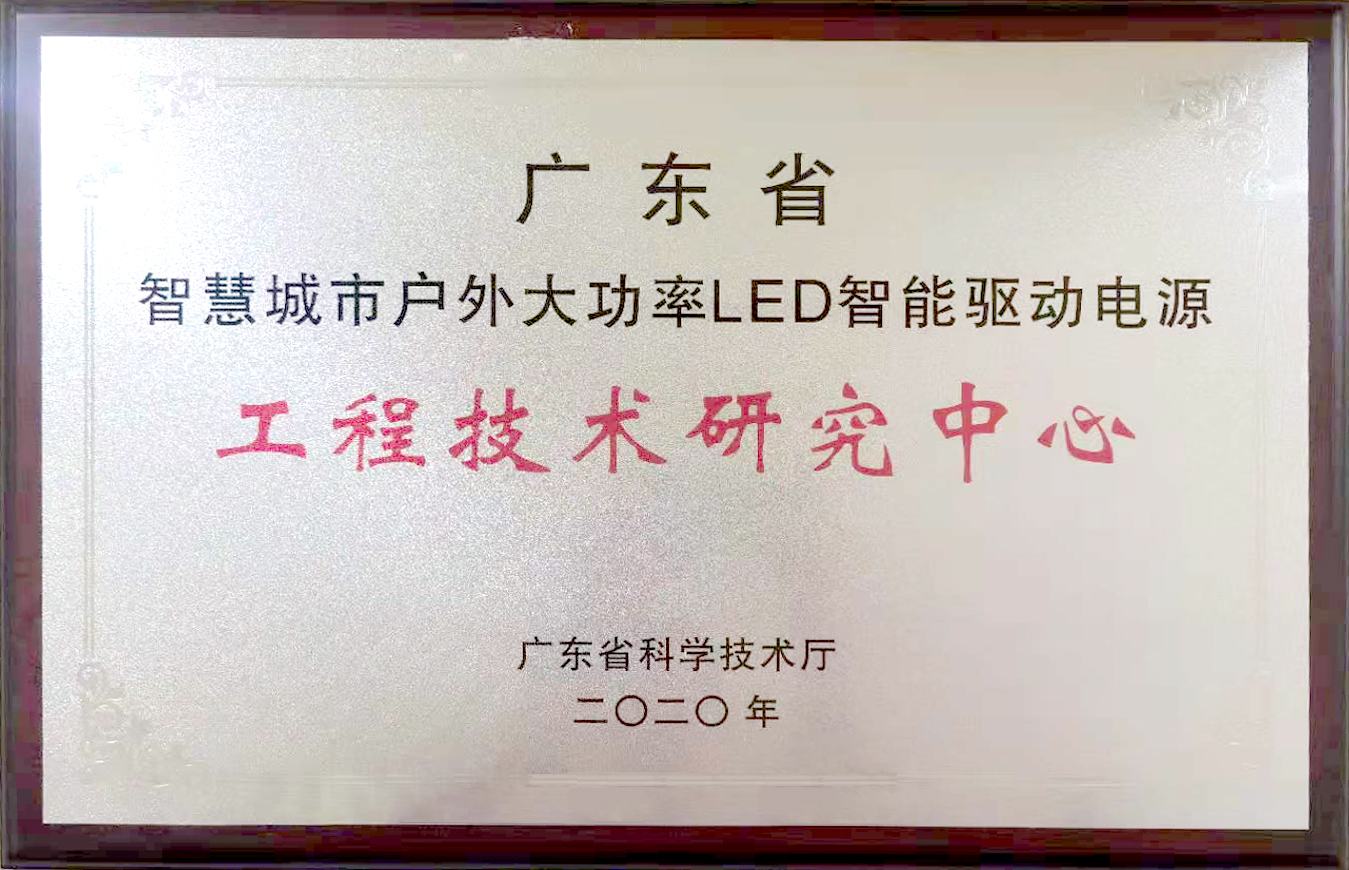 广东省
智慧城市户外大功率LED智能驱动电源
工程技术研究中心
广东省科学技术厅
二〇二〇年